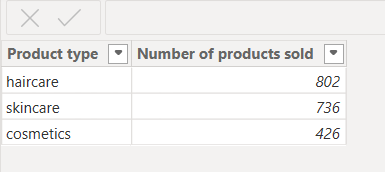 Product type Number of products sold
haircare 802
skincare 736
cosmetics 426